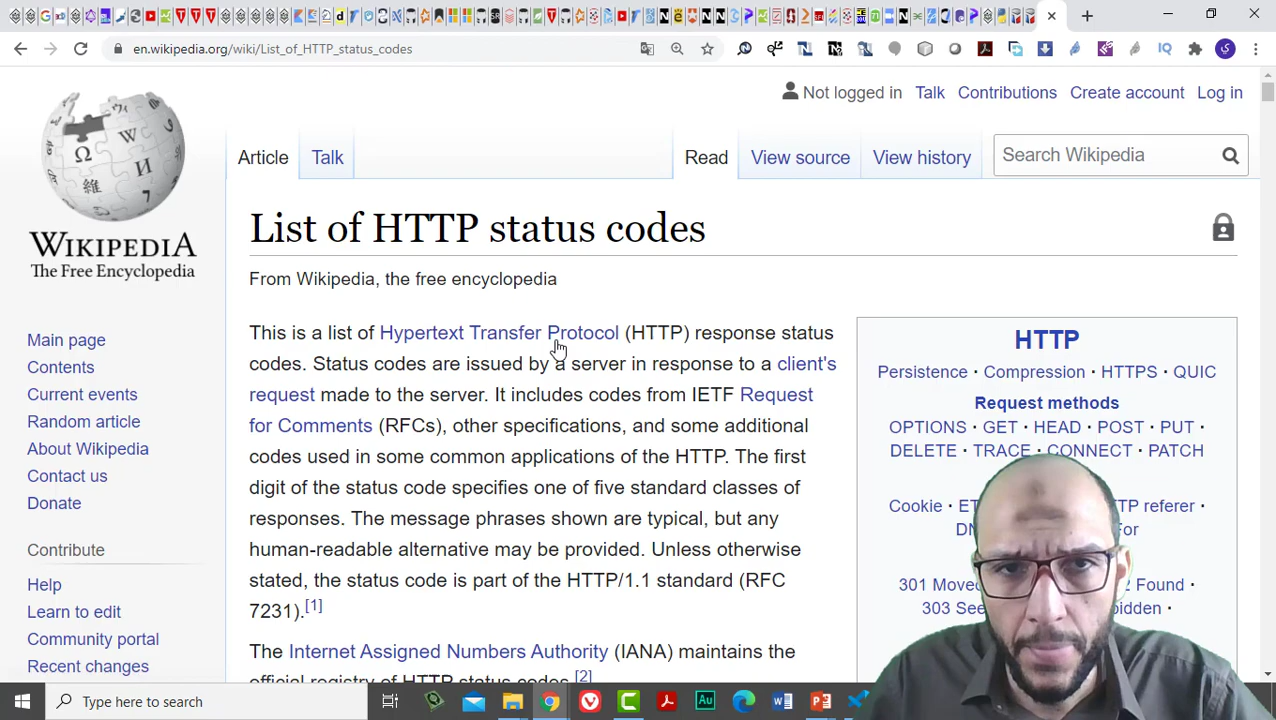 en.wikipedia.org/wiki/List_of_HTTP_status_codes
Not logged in Talk Contributions Create account Log in
Article Talk Read View source View history Search Wikipedia
WIKIPEDIA
The Free Encyclopedia
Main page
Contents
Current events
Random article
About Wikipedia
Contact us
Donate
Contribute
Help
Learn to edit
Community portal
Recent changes
List of HTTP status codes
From Wikipedia, the free encyclopedia
This is a list of Hypertext Transfer Protocol (HTTP) response status
codes. Status codes are issued by a server in response to a client's
request made to the server. It includes codes from IETF Request
for Comments (RFCs), other specifications, and some additional
codes used in some common applications of the HTTP. The first
digit of the status code specifies one of five standard classes of
responses. The message phrases shown are typical, but any
human-readable alternative may be provided. Unless otherwise
stated, the status code is part of the HTTP/1.1 standard (RFC
7231).[1]
The Internet Assigned Numbers Authority (IANA) maintains the
official registry of HTTP status codes.[2]
HTTP
Persistence · Compression · HTTPS · QUIC
Request methods
OPTIONS · GET · HEAD · POST · PUT ·
DELETE · TRACE · CONNECT · PATCH
Cookie · referer ·
301 Found ·
303
Type here to search